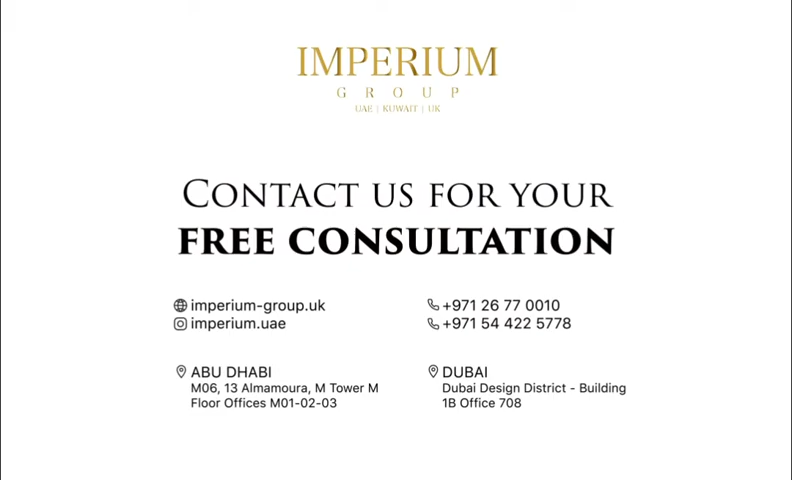 IMPERIUM
GROUP
UAE | KUWAIT | UK
CONTACT US FOR YOUR
FREE CONSULTATION
imperium-group.uk
imperium.uae
+971 26 77 0010
+971 54 422 5778
ABU DHABI
M06, 13 Almamoura, M Tower M
Floor Offices M01-02-03
DUBAI
Dubai Design District - Building
1B Office 708